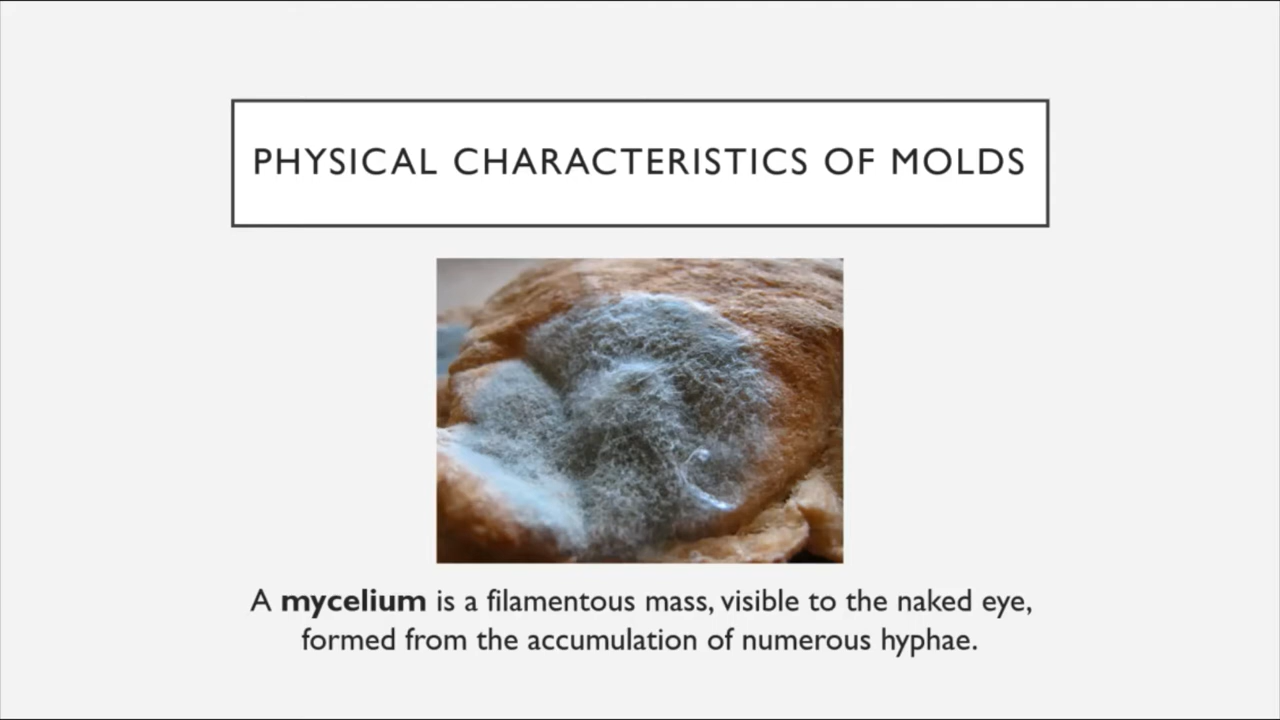 PHYSICAL CHARACTERISTICS OF MOLDS
A mycelium is a filamentous mass, visible to the naked eye,
formed from the accumulation of numerous hyphae.